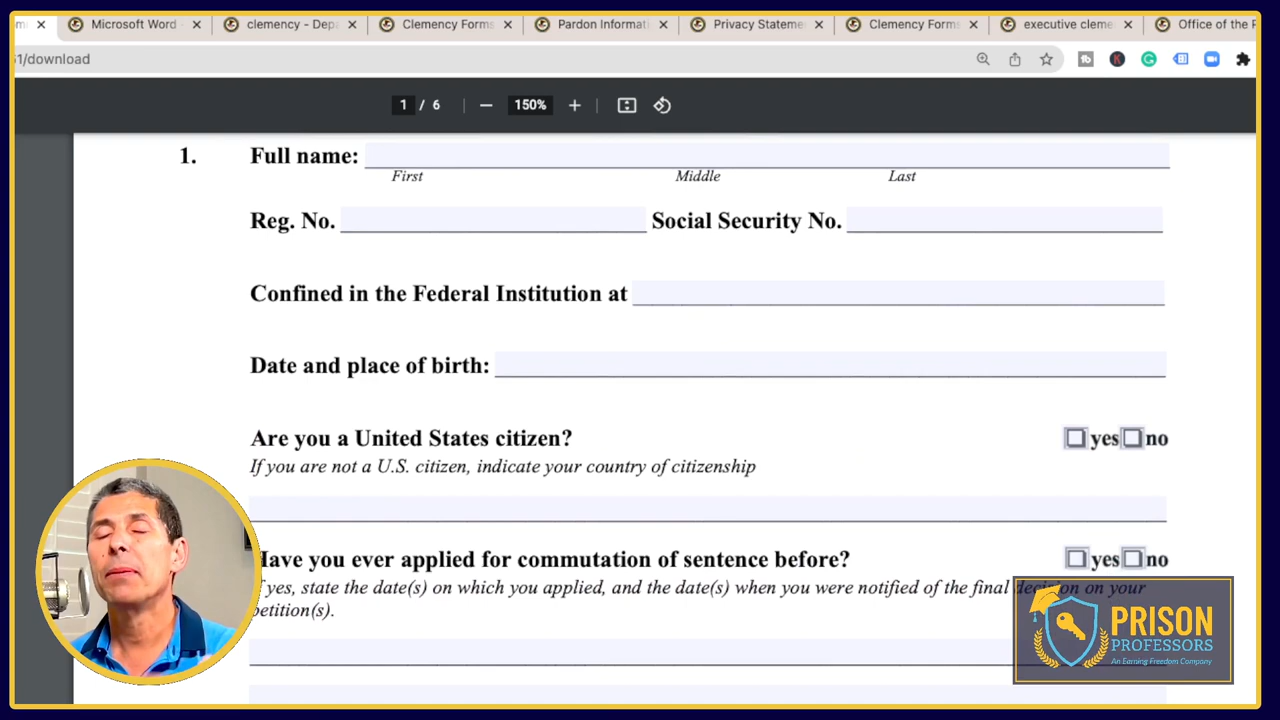 Microsoft Word
clemency - Depa
Clemency Forms
Pardon Informati
Privacy Stateme
Clemency Forms
executive cleme
Office of the P
61/download
1 / 6
150%
1. Full name:
First Middle Last
Reg. No. Social Security No.
Confined in the Federal Institution at
Date and place of birth:
Are you a United States citizen? yes no
If you are not a U.S. citizen, indicate your country of citizenship
Have you ever applied for commutation of sentence before? yes no
If yes, state the date(s) on which you applied, and the date(s) when you were notified of the final decision on your
petition(s).
PRISON
PROFESSORS
An Earning Freedom Company